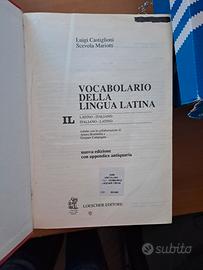 Luigi Castiglioni
Scevola Mariotti
VOCABOLARIO
DELLA
LINGUA LATINA
IL
LATINO - ITALIANO
ITALIANO - LATINO
nuova edizione
con appendice antiquaria
LOESCHER EDITORE
subito